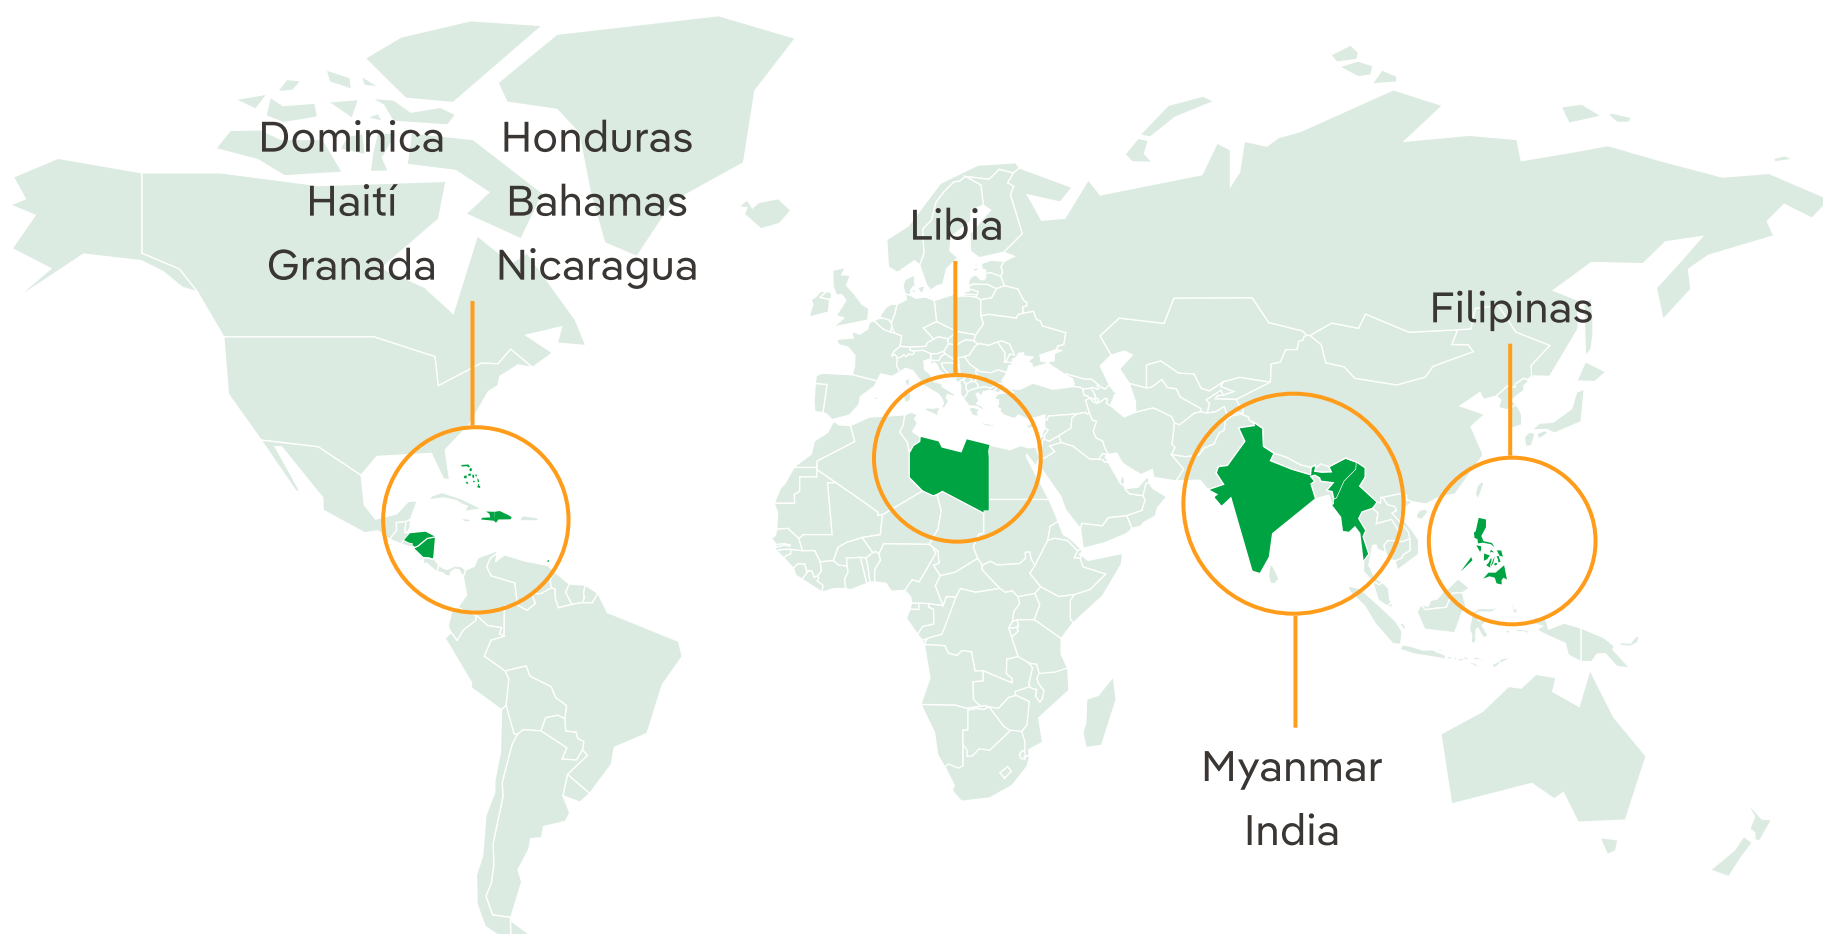 Dominica
Haití
Granada
Honduras
Bahamas
Nicaragua
Libia
Filipinas
Myanmar
India